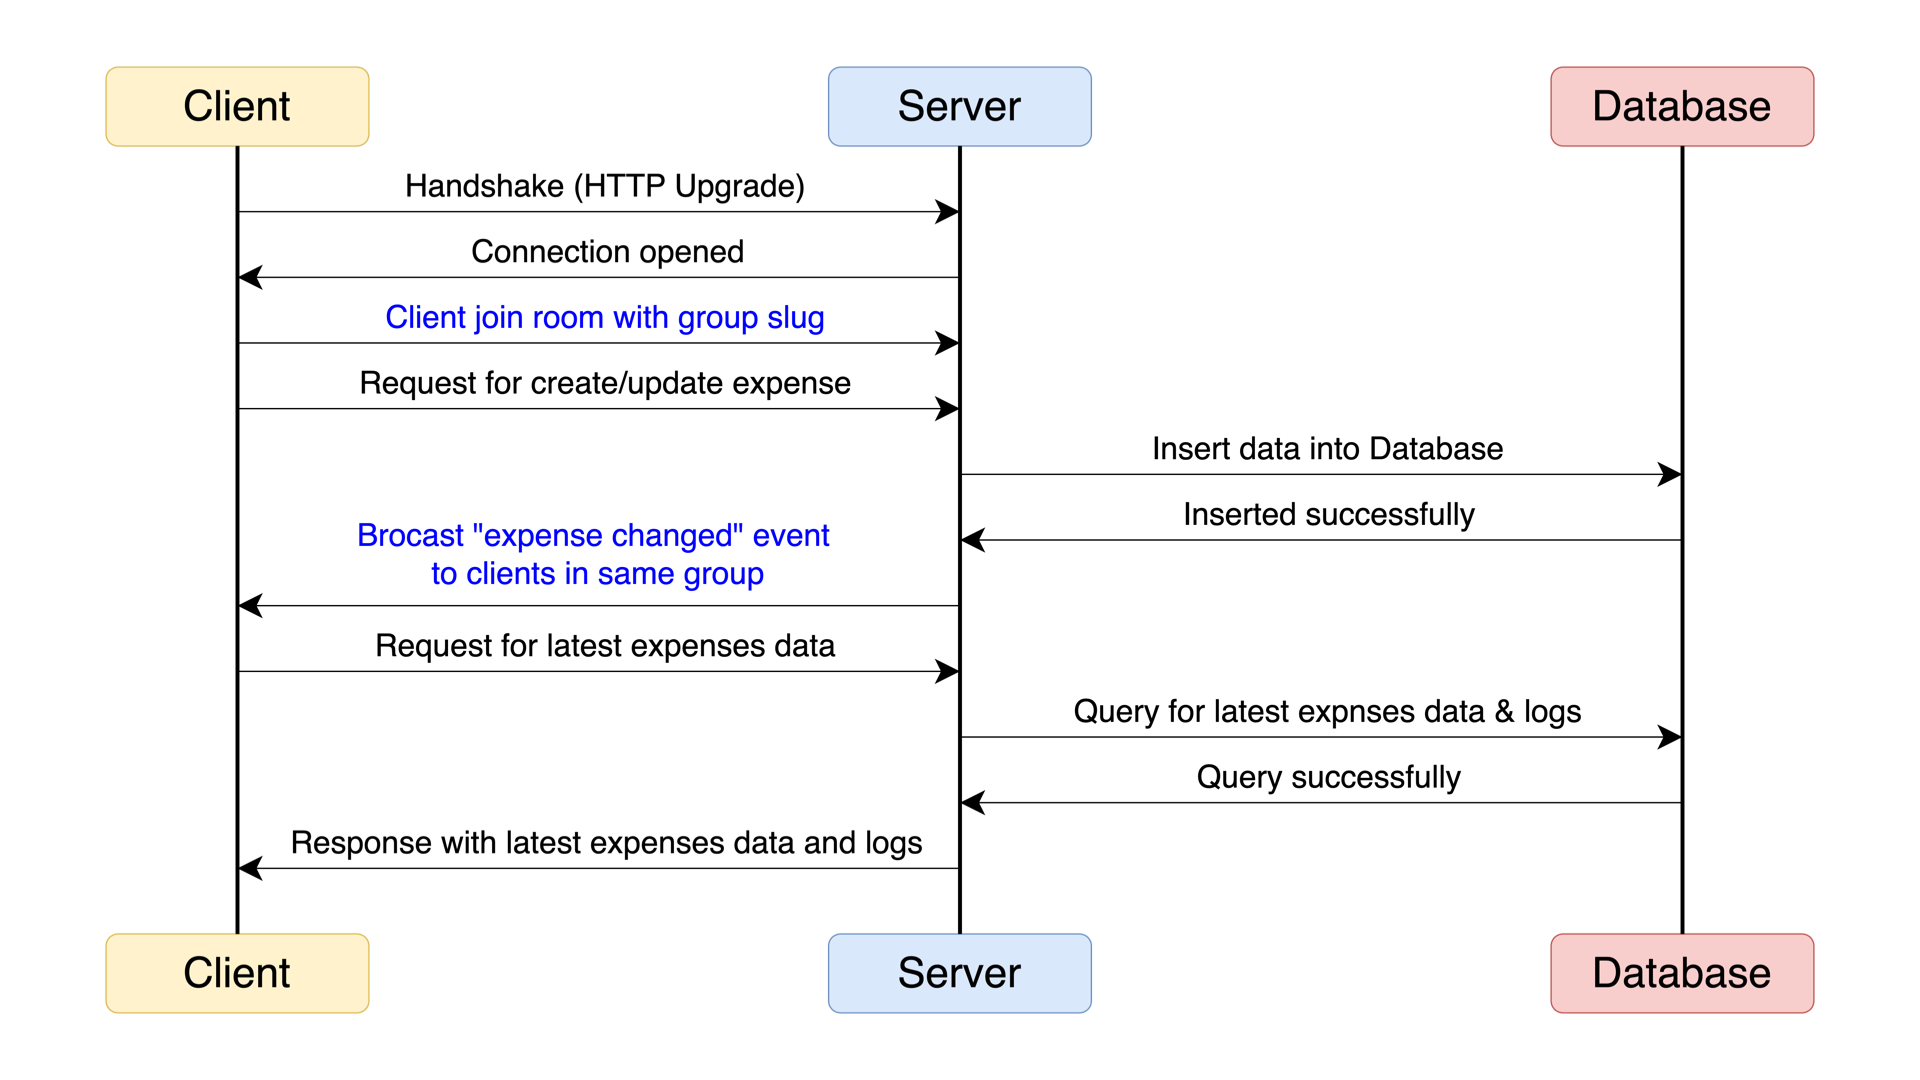 Client
Server
Database
Handshake (HTTP Upgrade)
Connection opened
Client join room with group slug
Request for create/update expense
Insert data into Database
Inserted successfully
Brocast "expense changed" event
to clients in same group
Request for latest expenses data
Query for latest expnses data & logs
Query successfully
Response with latest expenses data and logs
Client
Server
Database